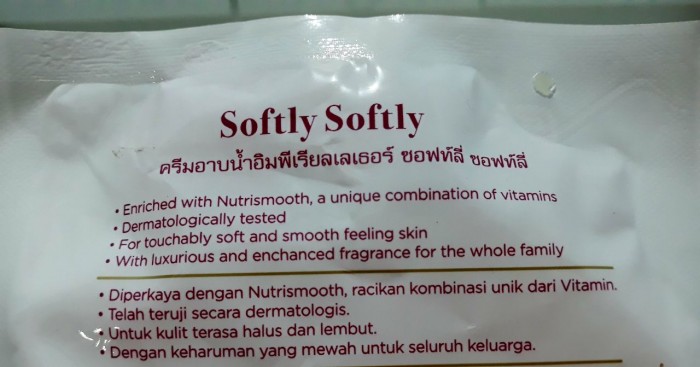 Softly Softly
ครีมอาบน้ำอิมพีเรียลเลเธอร์ ซอฟท์ลี่ ซอฟท์ลี่
• Enriched with Nutrismooth, a unique combination of vitamins
• Dermatologically tested
• For touchably soft and smooth feeling skin
• With luxurious and enchanced fragrance for the whole family
• Diperkaya dengan Nutrismooth, racikan kombinasi unik dari Vitamin.
• Telah teruji secara dermatologis.
• Untuk kulit terasa halus dan lembut.
• Dengan keharuman yang mewah untuk seluruh keluarga.